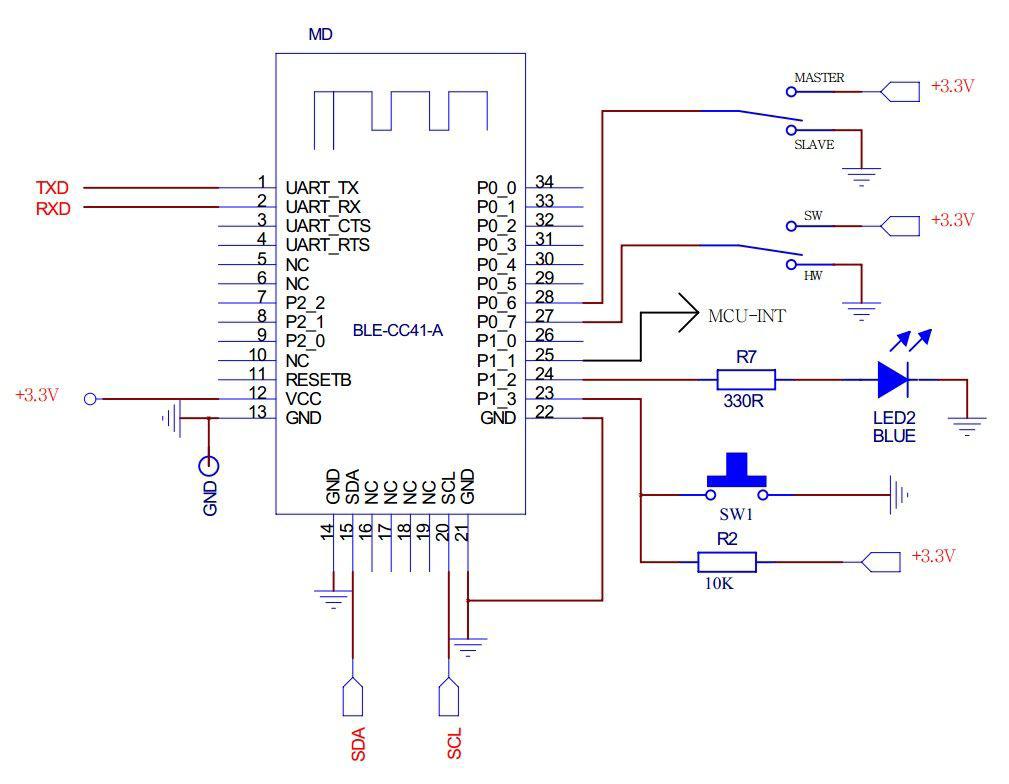 MD
MASTER
+3.3V
SLAVE
TXD
RXD
1 UART_TX
2 UART_RX
3 UART_CTS
4 UART_RTS
5 NC
6 NC
7 P2_2
8 P2_1
9 P2_0
10 NC
11 RESETB
12 VCC
13 GND
P0_0 34
P0_1 33
P0_2 32
P0_3 31
P0_4 30
P0_5 29
P0_6 28
P0_7 27
P1_0 26
P1_1 25
P1_2 24
P1_3 23
GND 22
BLE-CC41-A
SW
+3.3V
HW
MCU-INT
R7
330R
LED2
BLUE
+3.3V
GND
GND 14
SDA 15
NC 16
NC 17
NC 18
NC 19
SCL 20
GND 21
SW1
R2
10K
+3.3V
SDA
SCL